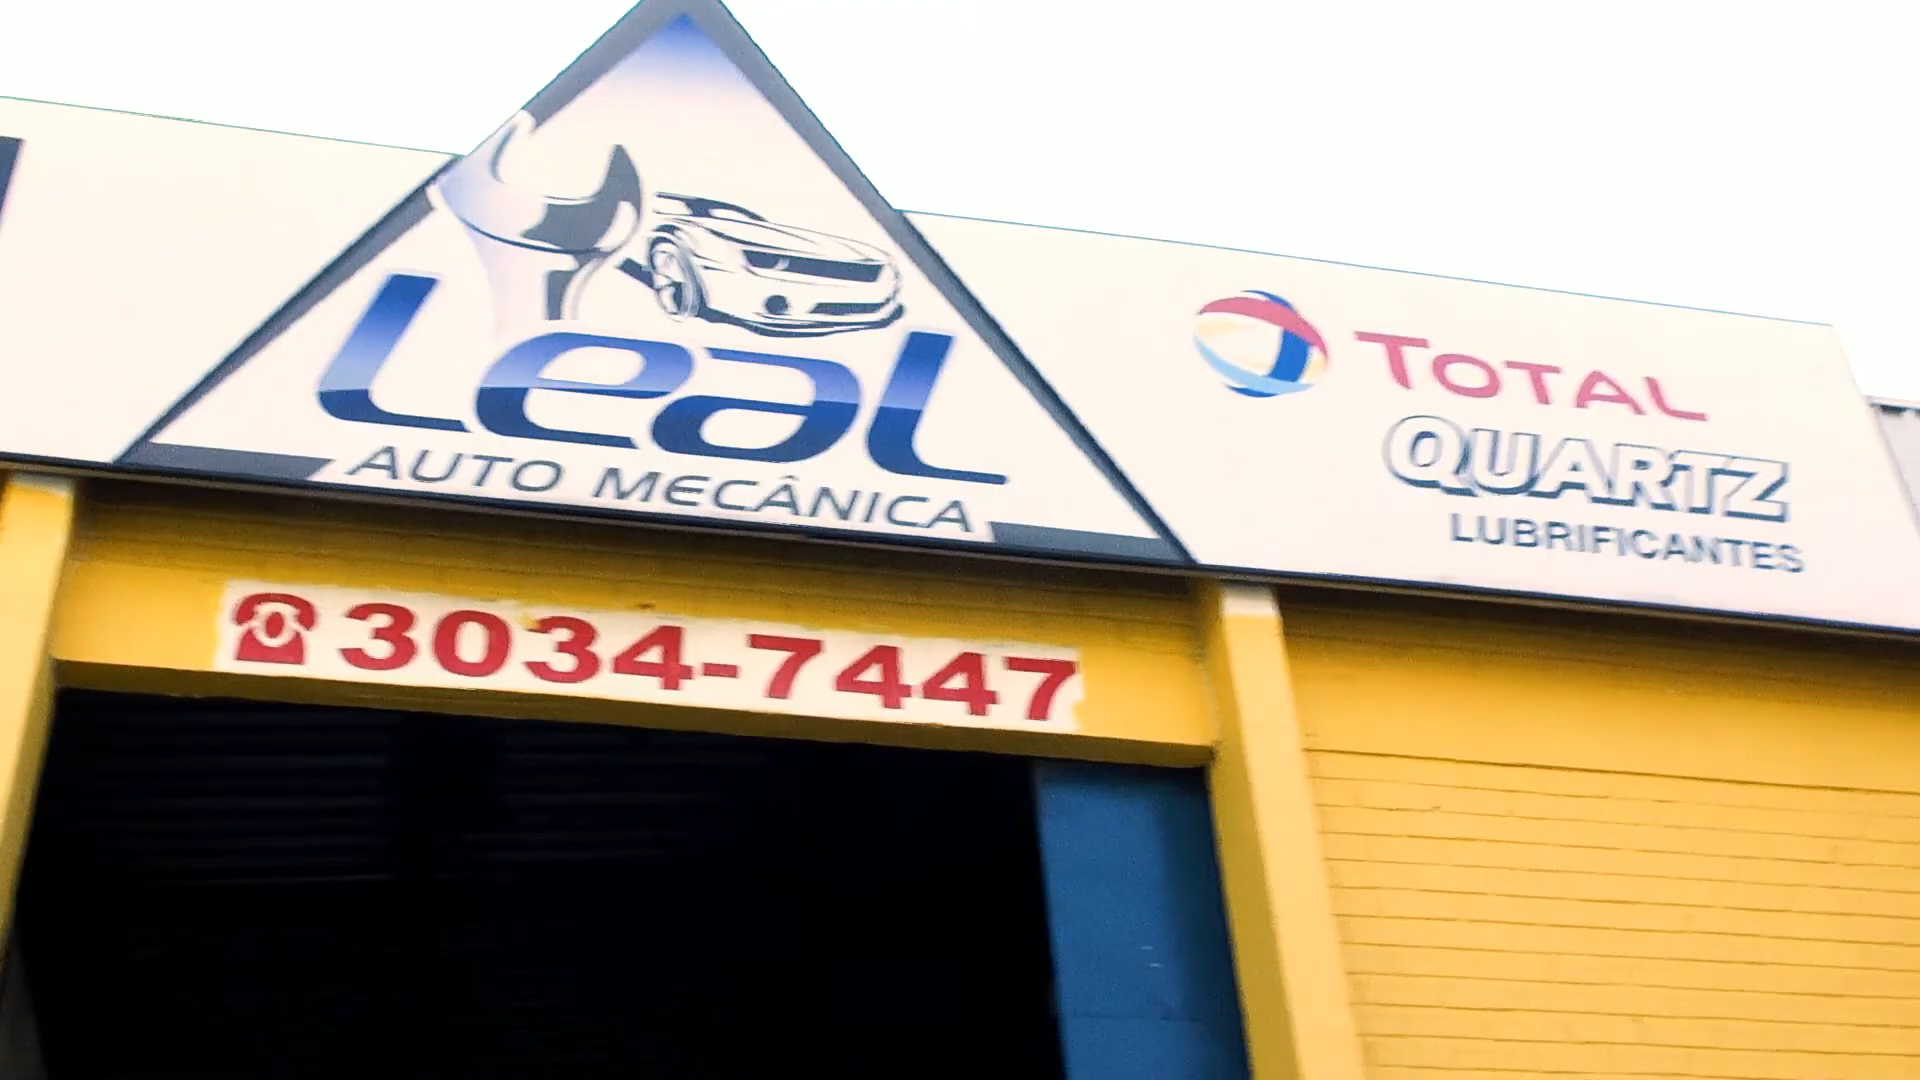 Leal
AUTO MECÂNICA
TOTAL
QUARTZ
LUBRIFICANTES
3034-7447